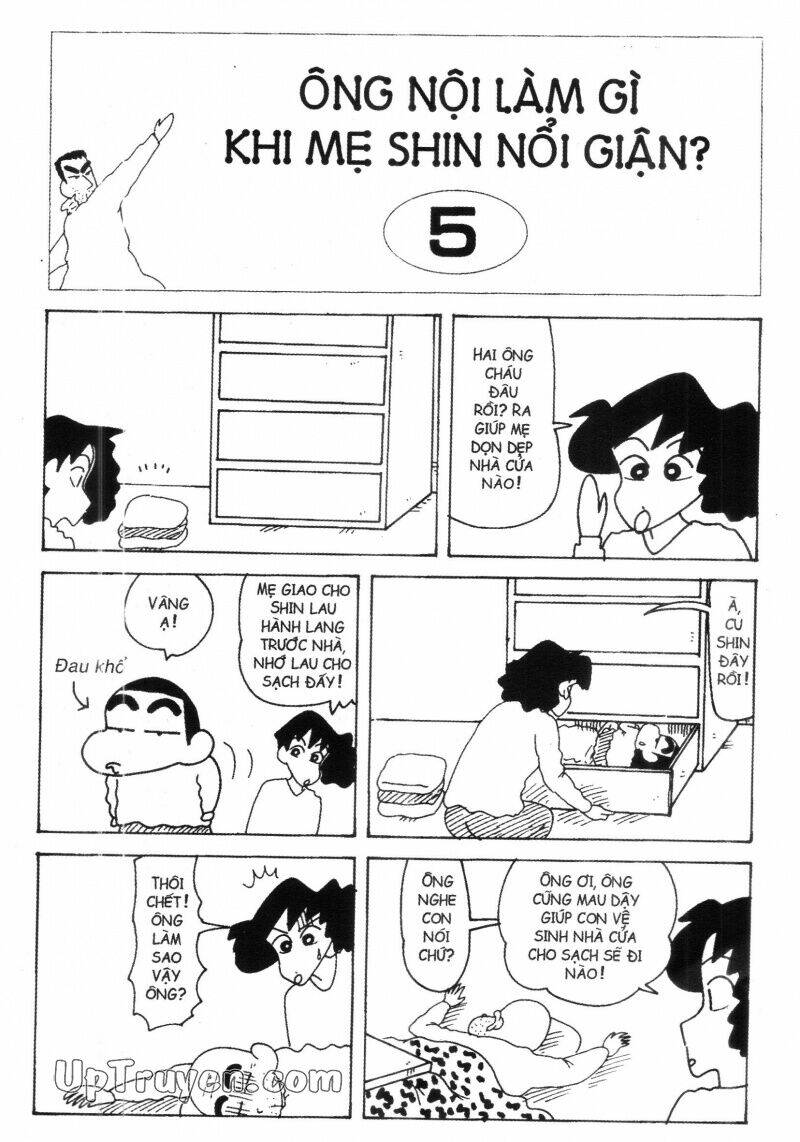 ÔNG NỘI LÀM GÌ
KHI MẸ SHIN NỔI GIẬN?
5
HAI ÔNG
CHÁU
ĐÂU
RỒI? RA
GIÚP MẸ
DỌN DẸP
NHÀ CỬA
NÀO!
À,
CU
SHIN
ĐÂY
RỒI!
MẸ GIAO CHO
SHIN LAU
HÀNH LANG
TRƯỚC NHÀ,
NHỚ LAU CHO
SẠCH ĐẤY!
VÂNG
Ạ!
Đau khổ
ÔNG ƠI, ÔNG
CŨNG MAU DẬY
GIÚP CON VỆ
SINH NHÀ CỬA
CHO SẠCH SẼ ĐI
NÀO!
ÔNG
NGHE
CON
NÓI
CHỨ?
THÔI
CHẾT!
ÔNG
LÀM
SAO
VẬY
ÔNG?
UpTruyen.com